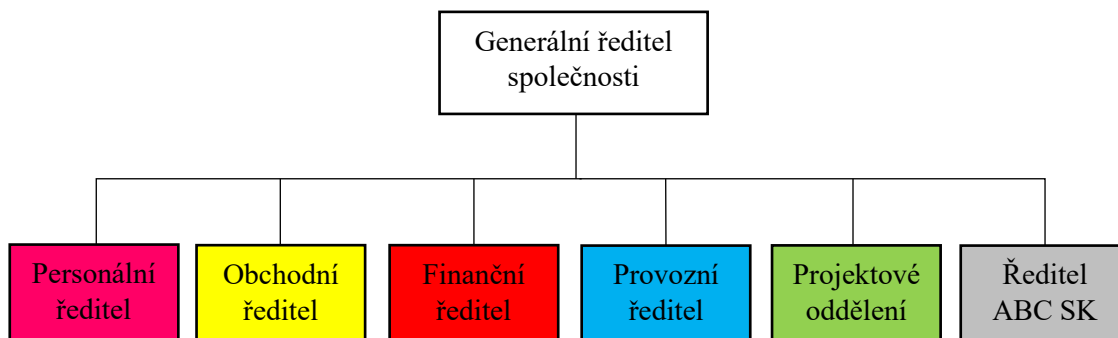 Generální ředitel
společnosti
Personální
ředitel
Obchodní
ředitel
Finanční
ředitel
Provozní
ředitel
Projektové
oddělení
Ředitel
ABC SK